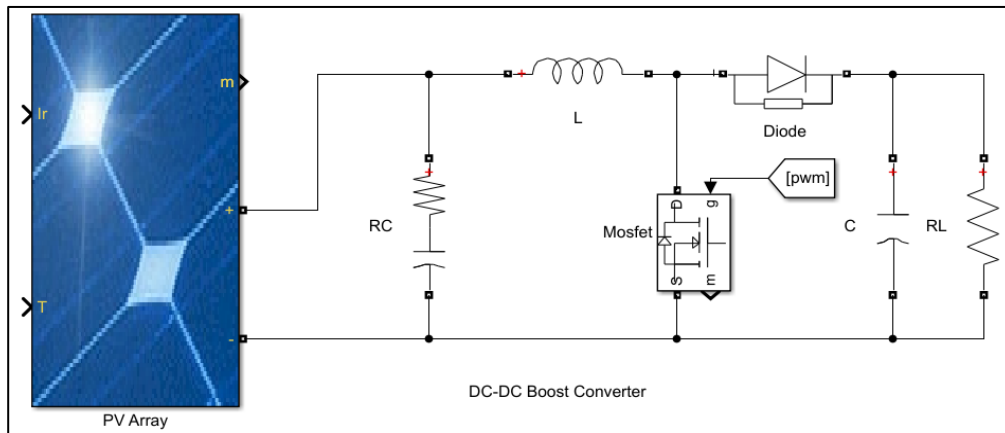 m
Ir
+
T
-
PV Array
RC
L
Diode
[pwm]
D
g
Mosfet
S
m
C
RL
DC-DC Boost Converter